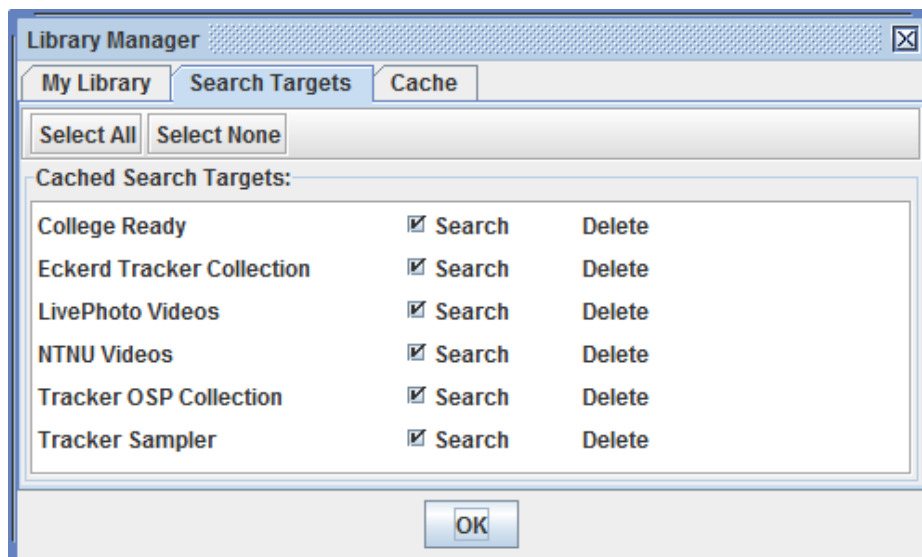 Library Manager
My Library Search Targets Cache
Select All Select None
Cached Search Targets:
College Ready Search Delete
Eckerd Tracker Collection Search Delete
LivePhoto Videos Search Delete
NTNU Videos Search Delete
Tracker OSP Collection Search Delete
Tracker Sampler Search Delete
OK